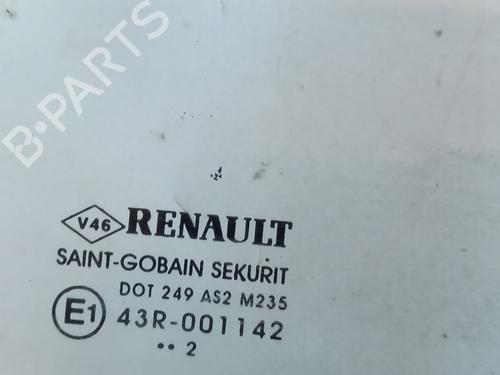 B-PARTS
V46 RENAULT
SAINT-GOBAIN SEKURIT
DOT 249 AS2 M235
E1 43R-001142
•• 2